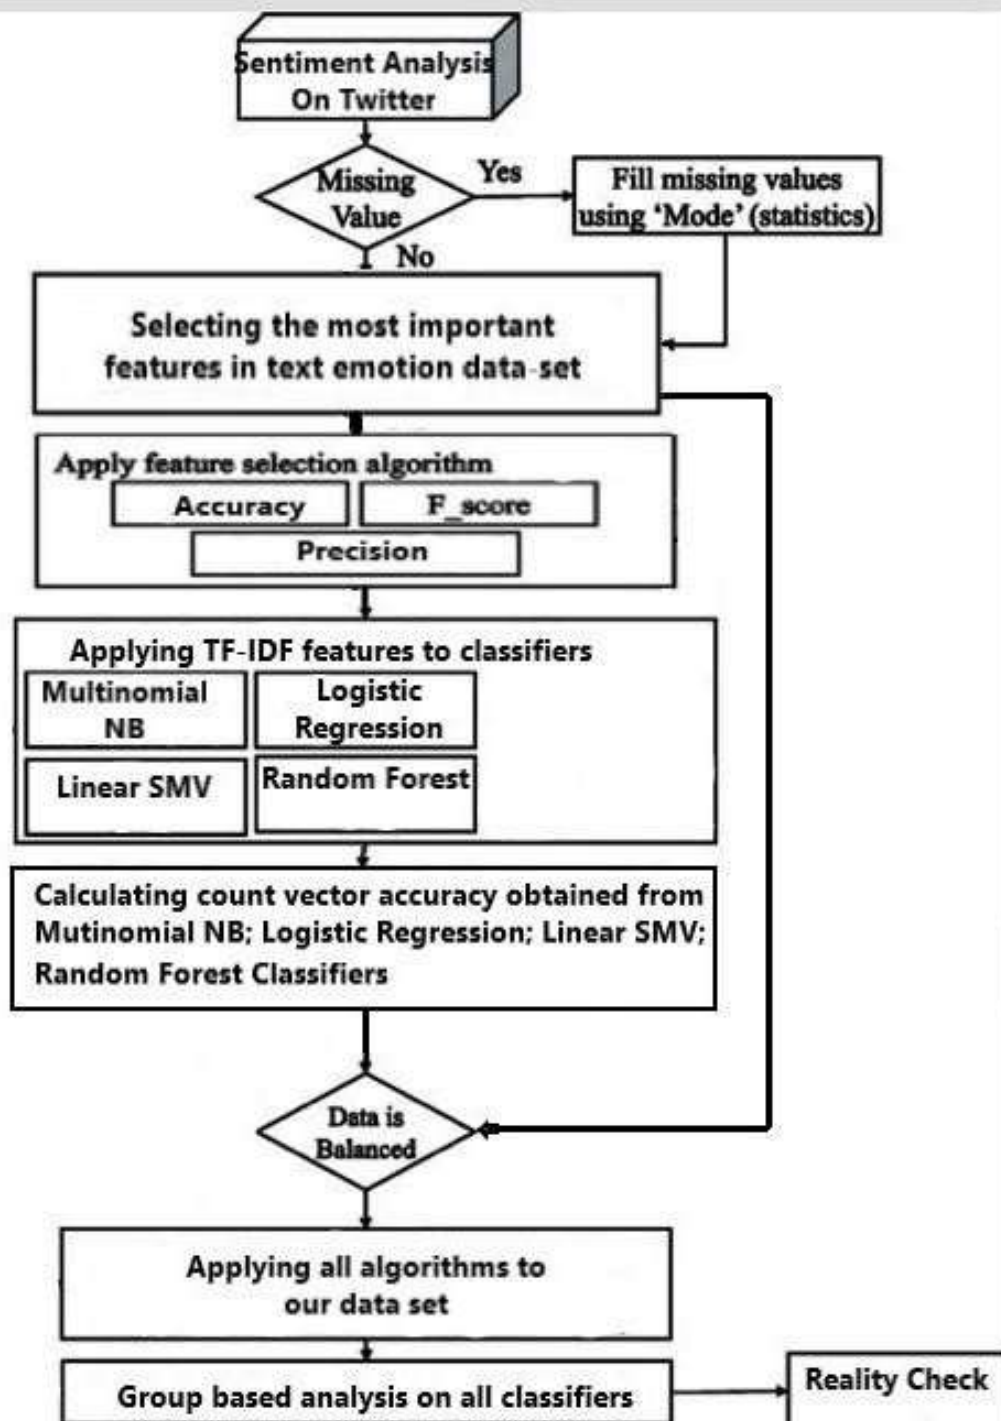 Sentiment Analysis
On Twitter
Missing
Value
Yes
Fill missing values
using ‘Mode’ (statistics)
No
Selecting the most important
features in text emotion data-set
Apply feature selection algorithm
Accuracy
F_score
Precision
Applying TF-IDF features to classifiers
Multinomial
NB
Logistic
Regression
Linear SMV
Random Forest
Calculating count vector accuracy obtained from
Mutinomial NB; Logistic Regression; Linear SMV;
Random Forest Classifiers
Data is
Balanced
Applying all algorithms to
our data set
Group based analysis on all classifiers
Reality Check